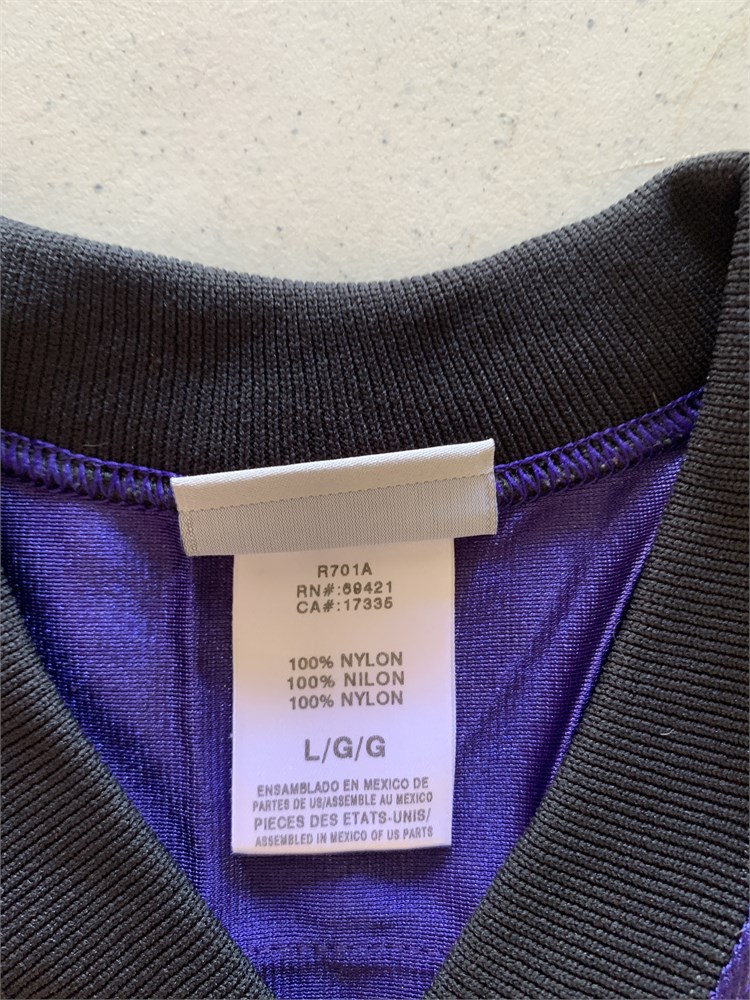 R701A
RN#:69421
CA#:17335
100% NYLON
100% NILON
100% NYLON
L/G/G
ENSAMBLADO EN MEXICO DE
PARTES DE US/ASSEMBLE AU MEXICO
PIECES DES ETATS-UNIS/
ASSEMBLED IN MEXICO OF US PARTS